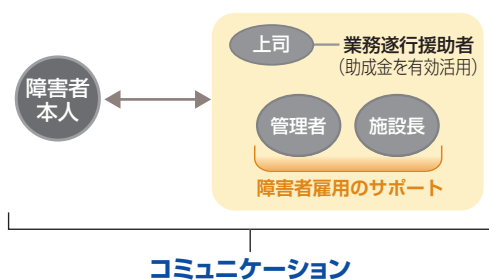 障害者
本人
上司
業務遂行援助者
（助成金を有効活用）
管理者
施設長
障害者雇用のサポート
コミュニケーション